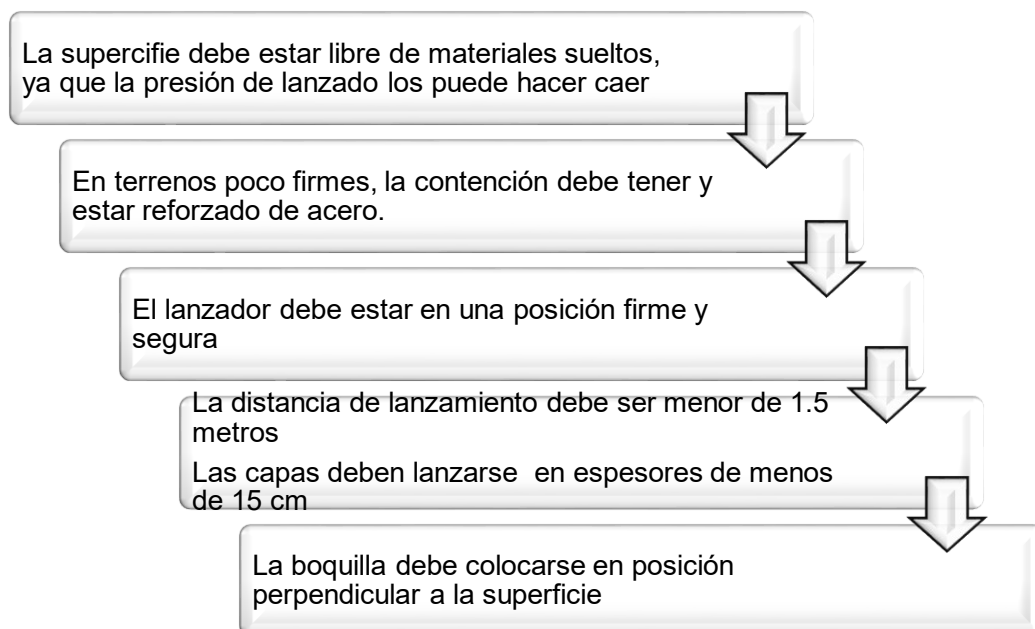 La supercifie debe estar libre de materiales sueltos,
ya que la presión de lanzado los puede hacer caer
En terrenos poco firmes, la contención debe tener y
estar reforzado de acero.
El lanzador debe estar en una posición firme y
segura
La distancia de lanzamiento debe ser menor de 1.5
metros
Las capas deben lanzarse en espesores de menos
de 15 cm
La boquilla debe colocarse en posición
perpendicular a la superficie